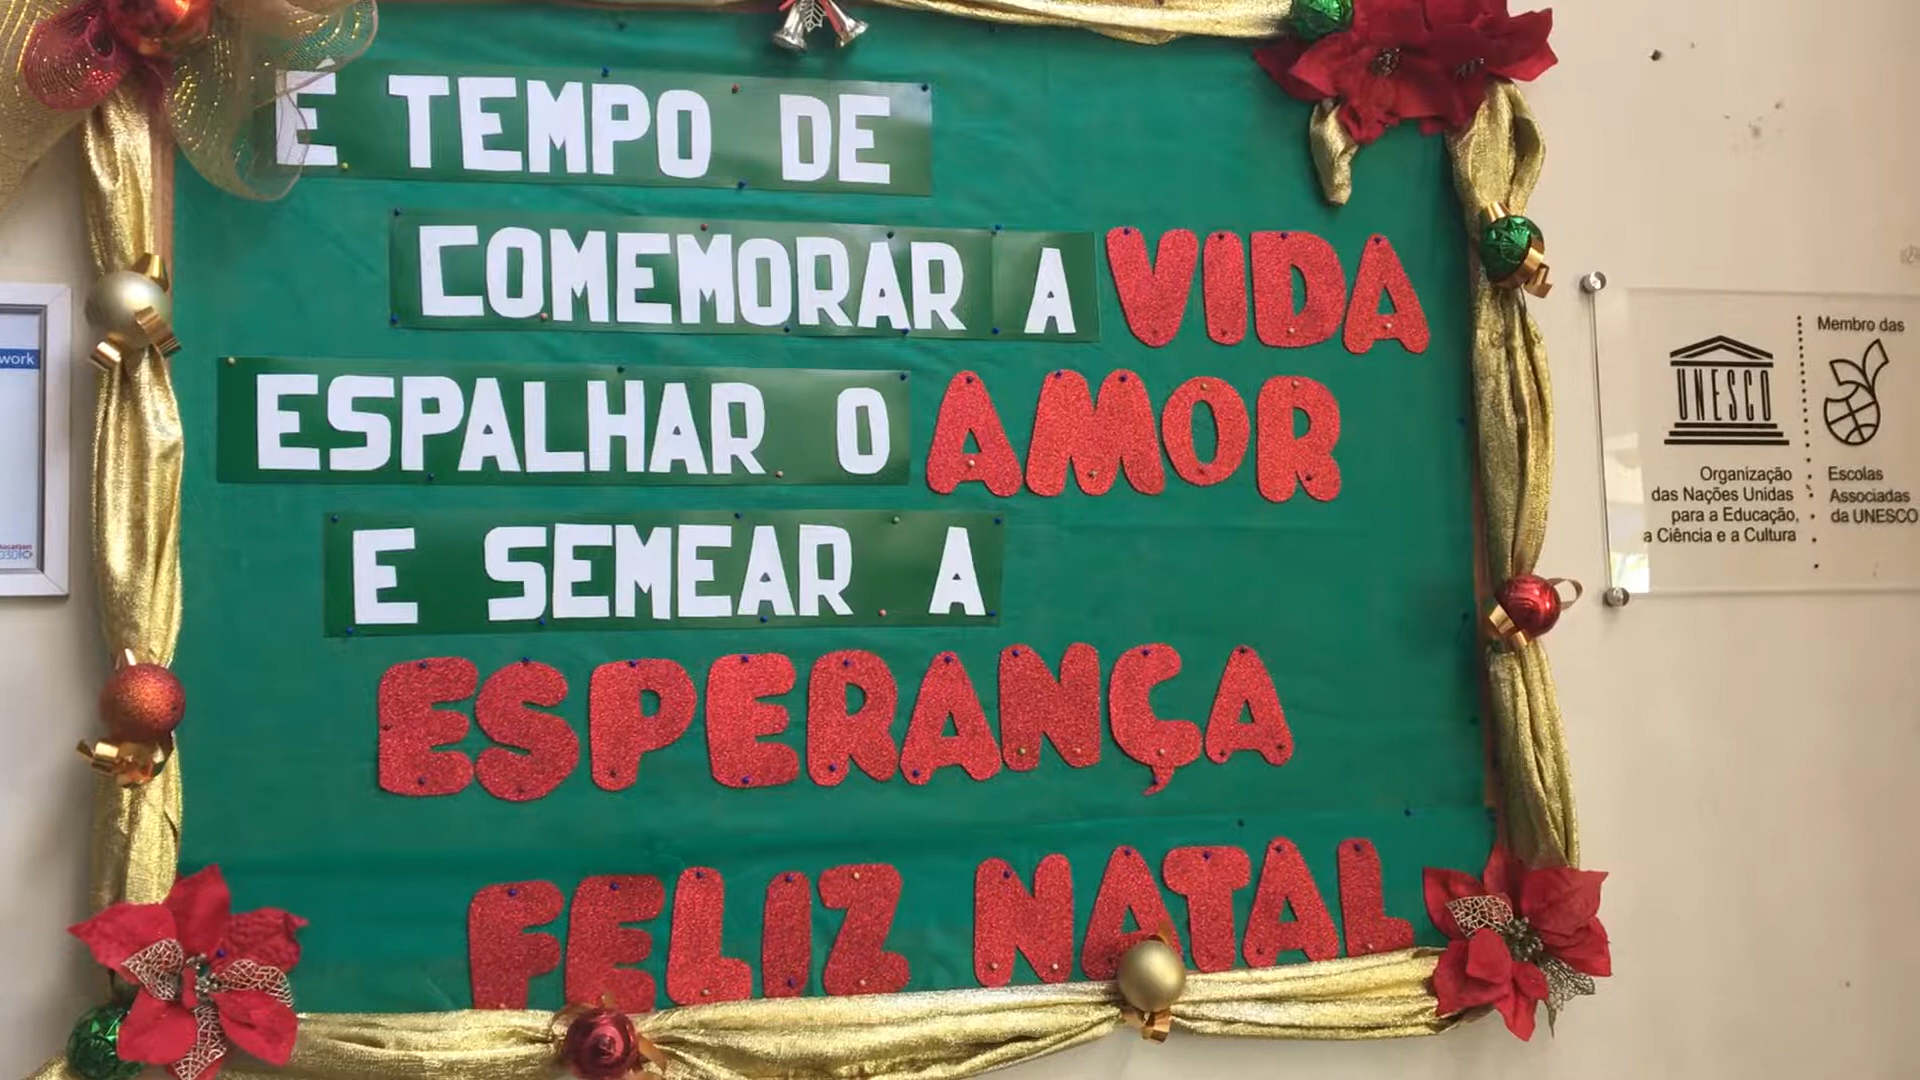 É TEMPO DE
COMEMORAR A VIDA
ESPALHAR O AMOR
E SEMEAR A
ESPERANÇA
FELIZ NATAL
work
UNESCO
Organização
das Nações Unidas
para a Educação,
a Ciência e a Cultura
Membro das
Escolas
Associadas
da UNESCO